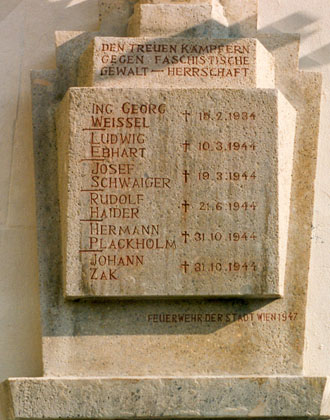 DEN TREUEN KÄMPFERN
GEGEN FASCHISTISCHE
GEWALT — HERRSCHAFT
ING GEORG
WEISSEL † 15.2.1934
LUDWIG
EBHART † 10.3.1944
JOSEF
SCHWAIGER † 19.3.1944
RUDOLF
HAIDER † 21.6.1944
HERMANN
PLACKHOLM † 31.10.1944
JOHANN
ZAK † 31.10.1944
FEUERWEHR DER STADT WIEN 1947